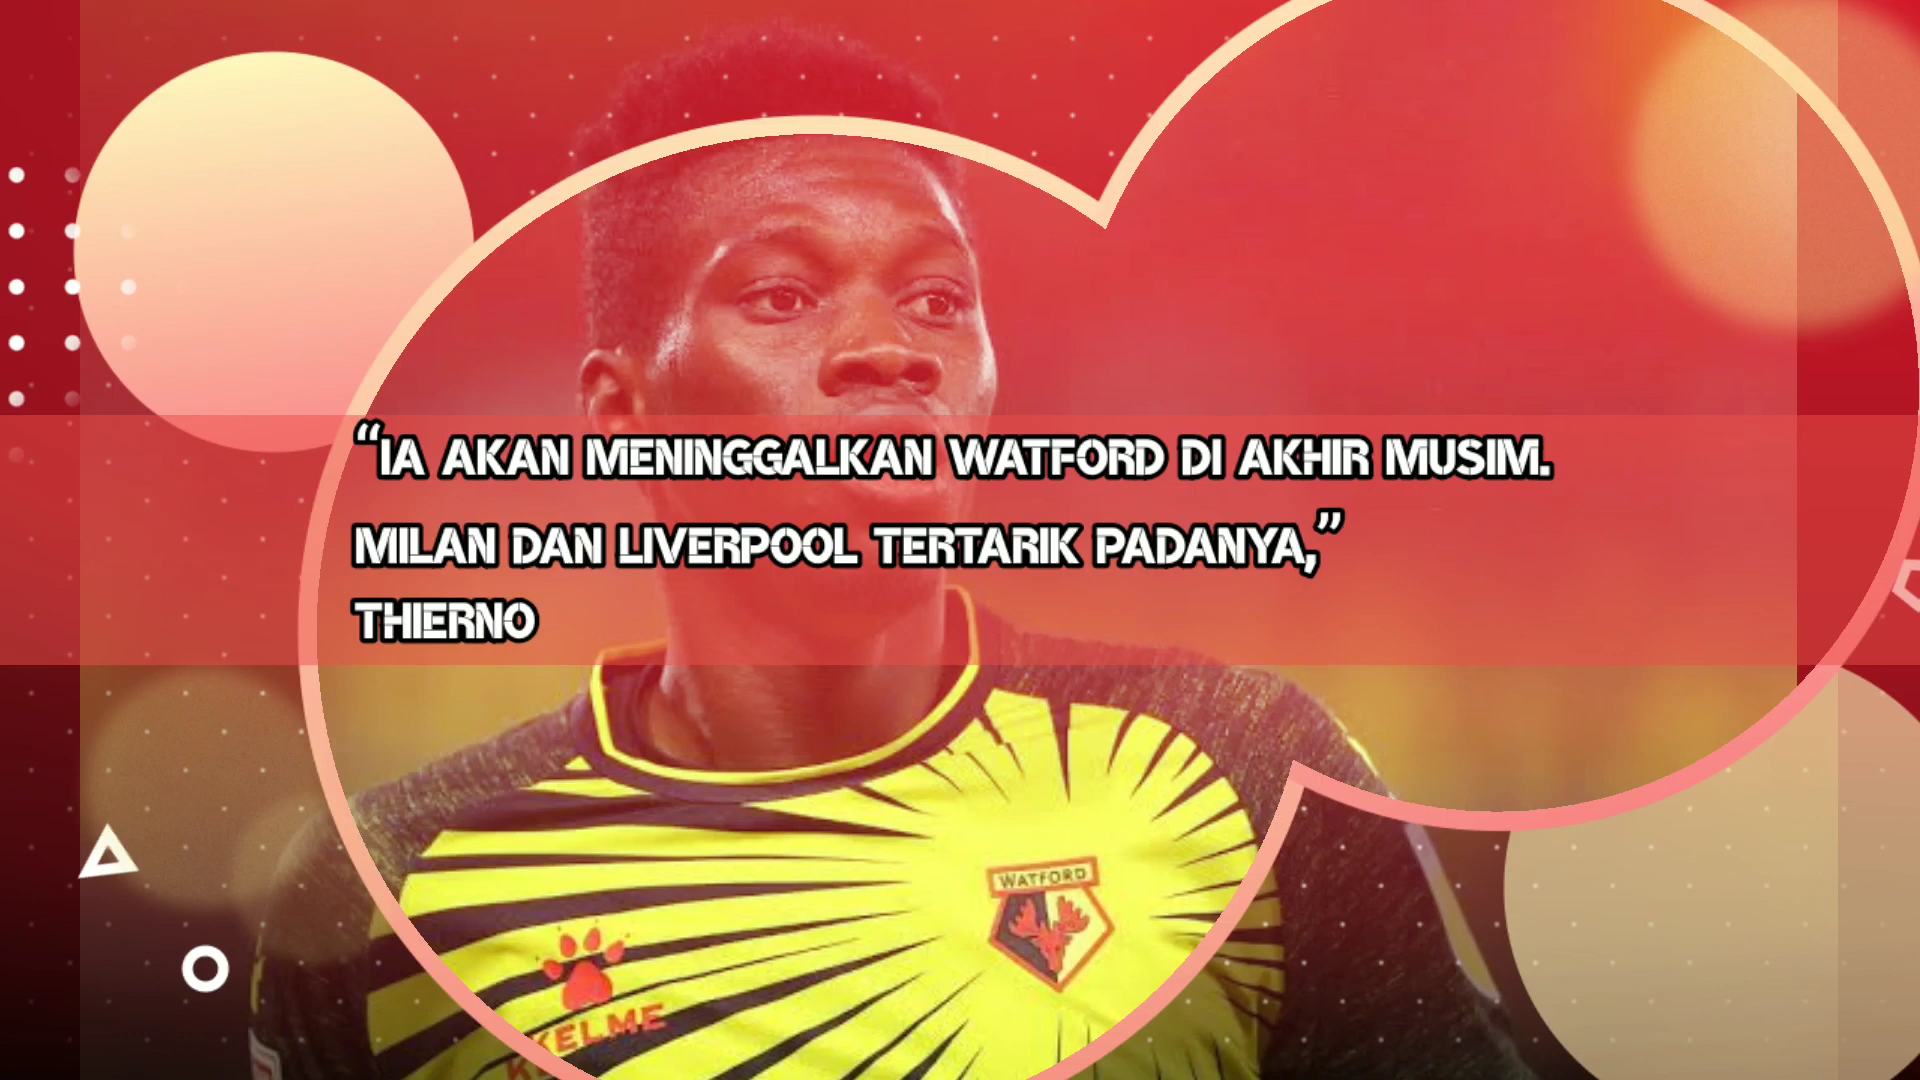 “IA AKAN MENINGGALKAN WATFORD DI AKHIR MUSIM.
MILAN DAN LIVERPOOL TERTARIK PADANYA,”
THIERNO
WATFORD
KELME